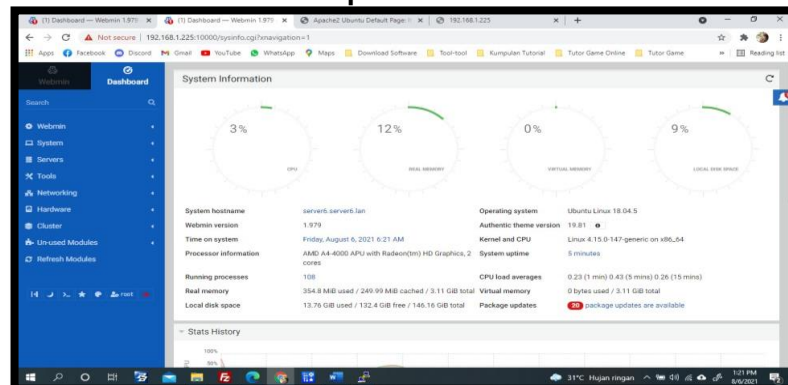 (1) Dashboard — Webmin 1.979
(1) Dashboard — Webmin 1.979
Apache2 Ubuntu Default Page: It
192.168.1.225
Not secure | 192.168.1.225:10000/sysinfo.cgi?xnavigation=1
Apps Facebook Discord Gmail YouTube WhatsApp Maps Download Software Tool-tool Kumpulan Tutorial Tutor Game Online Tutor Game » Reading list
Webmin Dashboard
System Information
Search
Webmin
System
Servers
Tools
Networking
Hardware
Cluster
Un-used Modules
Refresh Modules
root
3% 12% 0% 9%
CPU REAL MEMORY VIRTUAL MEMORY LOCAL DISK SPACE
System hostname server6.server6.lan Operating system Ubuntu Linux 18.04.5
Webmin version 1.979 Authentic theme version 19.81
Time on system Friday, August 6, 2021 6:21 AM Kernel and CPU Linux 4.15.0-147-generic on x86_64
Processor information AMD A4-4000 APU with Radeon(tm) HD Graphics, 2 cores System uptime 5 minutes
Running processes 108 CPU load averages 0.23 (1 min) 0.43 (5 mins) 0.26 (15 mins)
Real memory 354.8 MiB used / 249.99 MiB cached / 3.11 GiB total Virtual memory 0 bytes used / 3.11 GiB total
Local disk space 13.76 GiB used / 132.4 GiB free / 146.16 GiB total Package updates 20 package updates are available
Stats History
100%
90%
31°C Hujan ringan
1:21 PM
8/6/2021